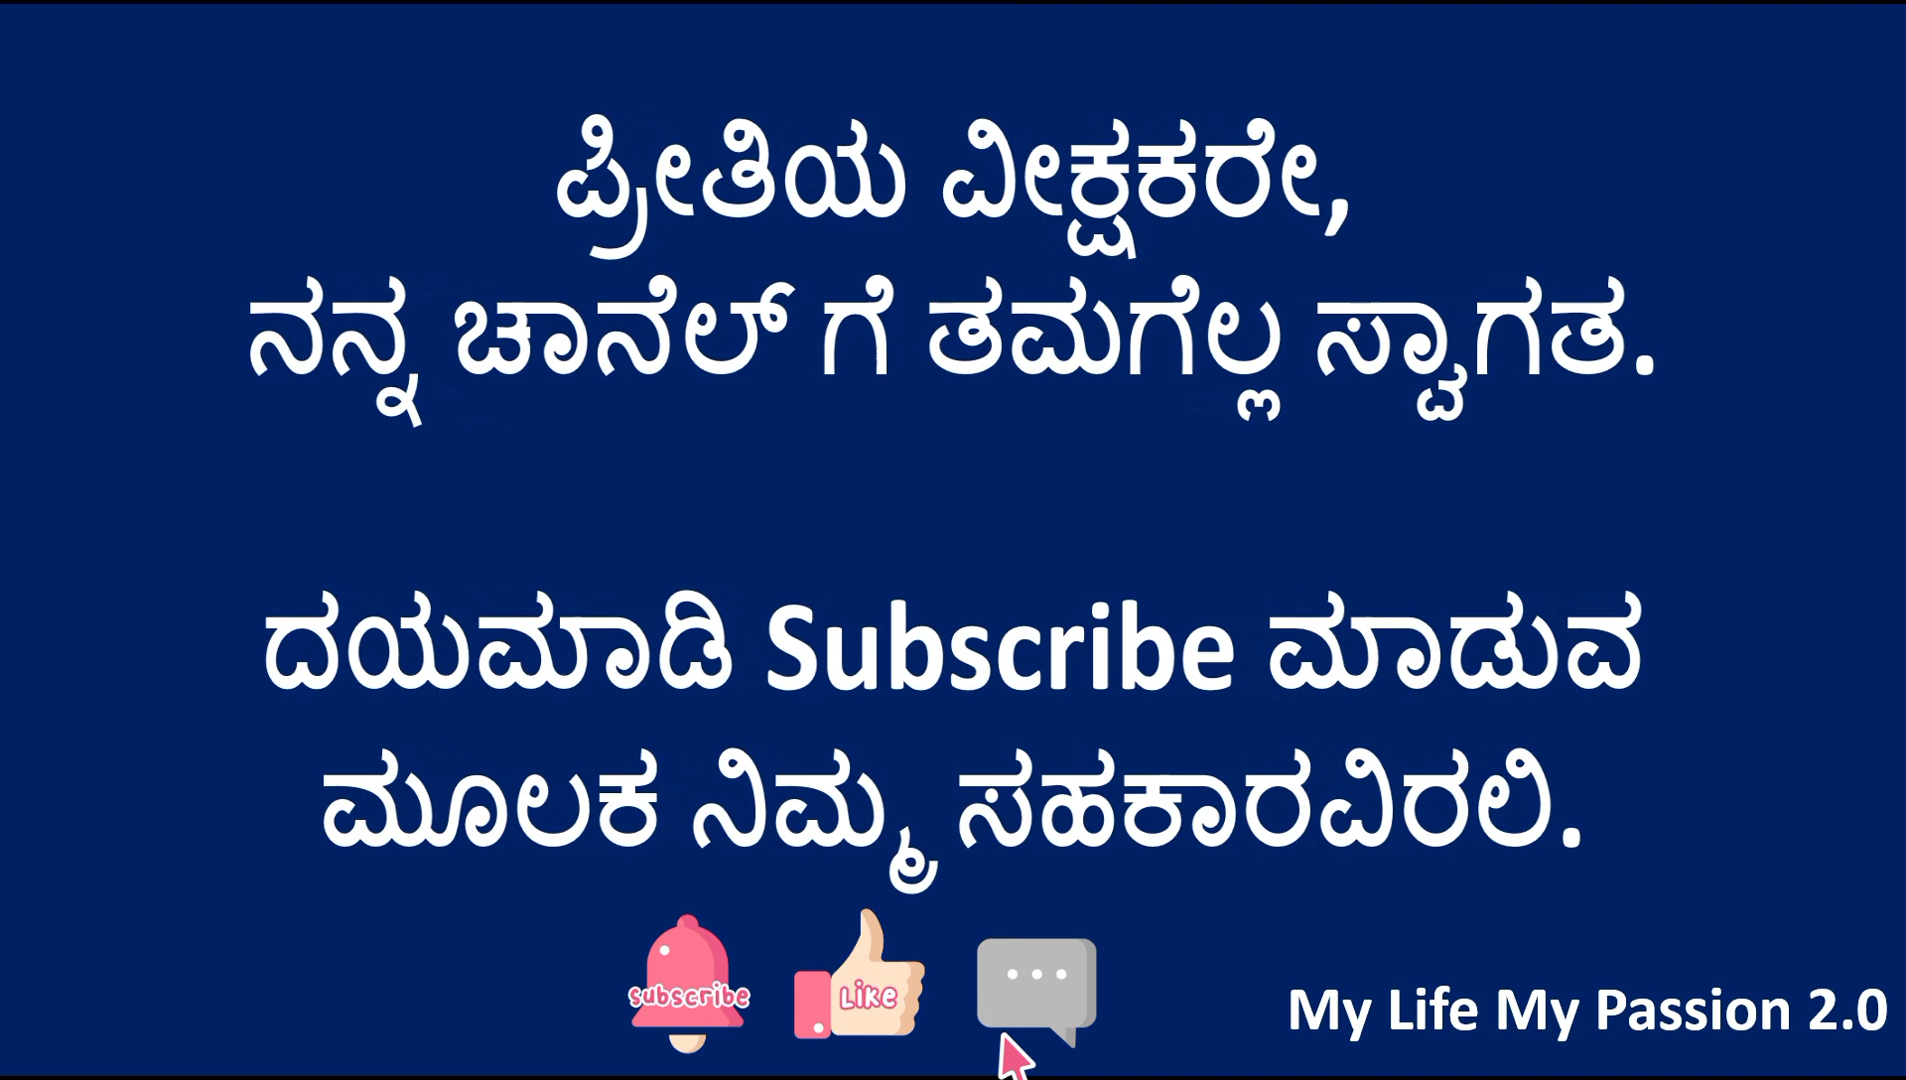 ಪ್ರೀತಿಯ ವೀಕ್ಷಕರೇ,
ನನ್ನ ಚಾನೆಲ್ ಗೆ ತಮಗೆಲ್ಲ ಸ್ವಾಗತ.
ದಯಮಾಡಿ Subscribe ಮಾಡುವ
ಮೂಲಕ ನಿಮ್ಮ ಸಹಕಾರವಿರಲಿ.
subscribe
LiKE
My Life My Passion 2.0